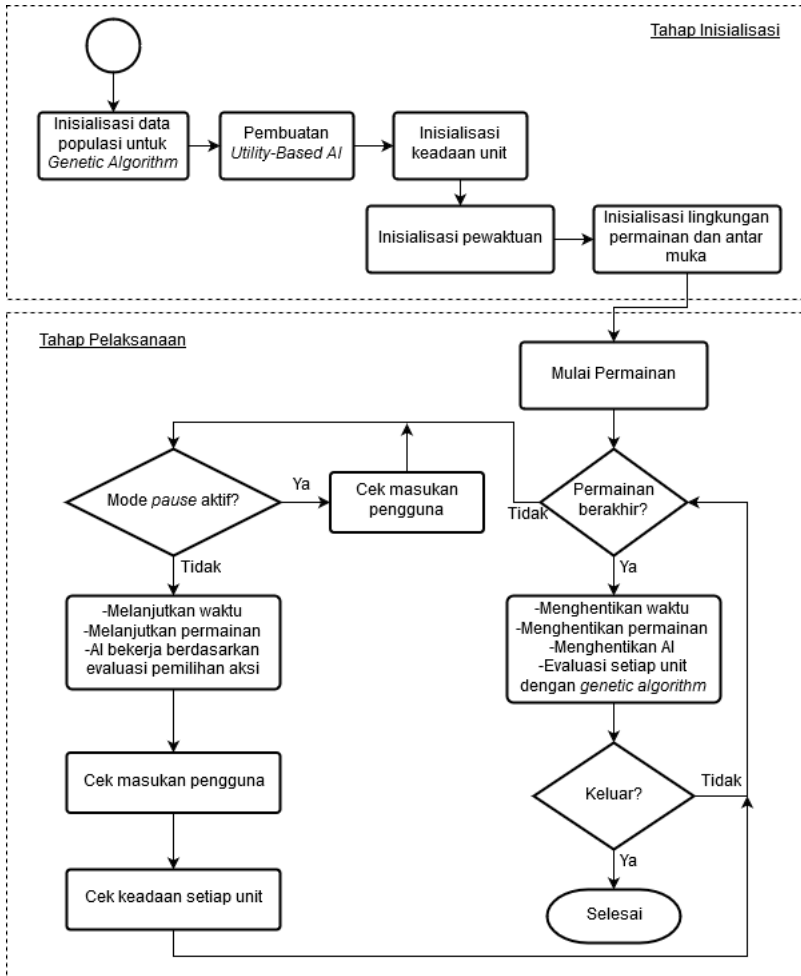 Tahap Inisialisasi
Inisialisasi data
populasi untuk
Genetic Algorithm
Pembuatan
Utility-Based AI
Inisialisasi
keadaan unit
Inisialisasi pewaktuan
Inisialisasi lingkungan
permainan dan antar
muka
Tahap Pelaksanaan
Mulai Permainan
Permainan
berakhir?
Tidak
Ya
Mode pause aktif?
Ya
Cek masukan
pengguna
Tidak
-Melanjutkan waktu
-Melanjutkan permainan
-AI bekerja berdasarkan
evaluasi pemilihan aksi
Cek masukan pengguna
Cek keadaan setiap unit
-Menghentikan waktu
-Menghentikan permainan
-Menghentikan AI
-Evaluasi setiap unit
dengan genetic algorithm
Keluar?
Tidak
Ya
Selesai